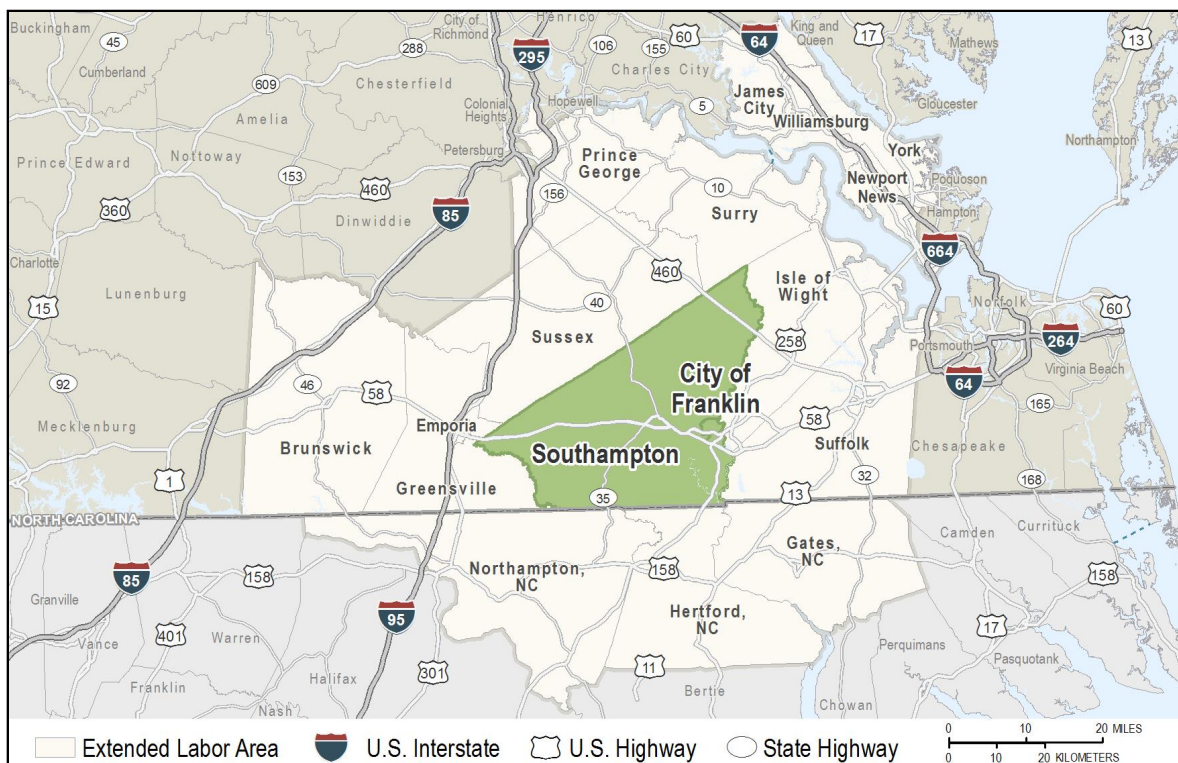 Buckingham
45
City of
Richmond
Henrico
295
288
106
155
60
64
King and
Queen
17
Mathews
13
Cumberland
609
Chesterfield
Charles City
James
City
Gloucester
Amelia
Colonial
Heights
Hopewell
5
Williamsburg
Northampton
Prince Edward
Nottoway
153
Petersburg
Prince
George
York
Poquoson
360
460
85
156
10
Newport
News
Hampton
Dinwiddie
Surry
664
Charlotte
15
Lunenburg
460
Isle of
Wight
40
Norfolk
60
Sussex
258
Portsmouth
264
City of
Franklin
64
Virginia Beach
92
46
58
165
Mecklenburg
Emporia
58
Brunswick
Southampton
Suffolk
Chesapeake
1
Greensville
35
13
32
168
NORTH CAROLINA
Camden
Currituck
Gates,
NC
85
158
Northampton,
NC
158
158
Granville
95
Hertford,
NC
Vance
401
Warren
17
Perquimans
301
11
Pasquotank
Franklin
Halifax
Bertie
Nash
Chowan
Extended Labor Area
U.S. Interstate
U.S. Highway
State Highway
0 10 20 MILES
0 10 20 KILOMETERS